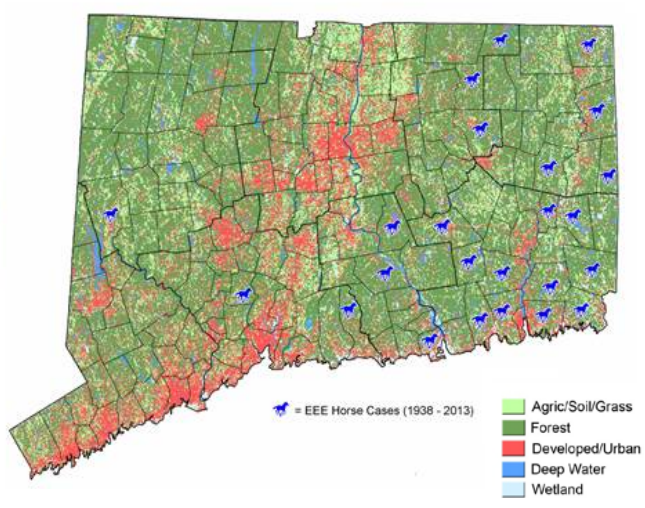 = EEE Horse Cases (1938 - 2013)
Agric/Soil/Grass
Forest
Developed/Urban
Deep Water
Wetland